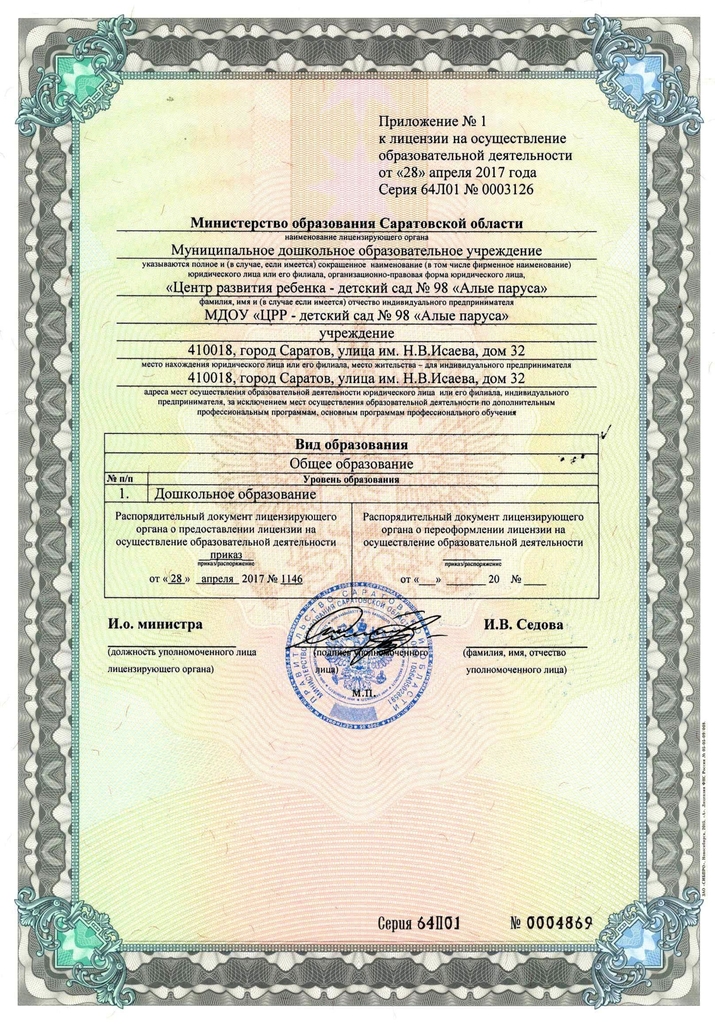 Приложение № 1
к лицензии на осуществление
образовательной деятельности
от «28» апреля 2017 года
Серия 64Л01 № 0003126
Министерство образования Саратовской области
наименование лицензирующего органа
Муниципальное дошкольное образовательное учреждение
указываются полное и (в случае, если имеется) сокращенное наименование (в том числе фирменное наименование)
юридического лица или его филиала, организационно-правовая форма юридического лица,
«Центр развития ребенка - детский сад № 98 «Алые паруса»
фамилия, имя и (в случае если имеется) отчество индивидуального предпринимателя
МДОУ «ЦРР - детский сад № 98 «Алые паруса»
учреждение
410018, город Саратов, улица им. Н.В.Исаева, дом 32
место нахождения юридического лица или его филиала, место жительства – для индивидуального предпринимателя
410018, город Саратов, улица им. Н.В.Исаева, дом 32
адреса мест осуществления образовательной деятельности юридического лица или его филиала, индивидуального
предпринимателя, за исключением мест осуществления образовательной деятельности по дополнительным
профессиональным программам, основным программам профессионального обучения
Вид образования
Общее образование
№ п/п Уровень образования
1. Дошкольное образование
Распорядительный документ лицензирующего
органа о предоставлении лицензии на
осуществление образовательной деятельности
приказ
приказ/распоряжение
от «28» апреля 2017 № 1146
Распорядительный документ лицензирующего
органа о переоформлении лицензии на
осуществление образовательной деятельности
приказ/распоряжение
от «__» ______ 20 № ___
И.о. министра И.В. Седова
(должность уполномоченного лица (подпись уполномоченного (фамилия, имя, отчество
лицензирующего органа) лица) уполномоченного лица)
М.П.
ПРАВИТЕЛЬСТВО САРАТОВСКОЙ ОБЛАСТИ
МИНИСТЕРСТВО ОБРАЗОВАНИЯ САРАТОВСКОЙ ОБЛАСТИ
Серия 64П01 № 0004869